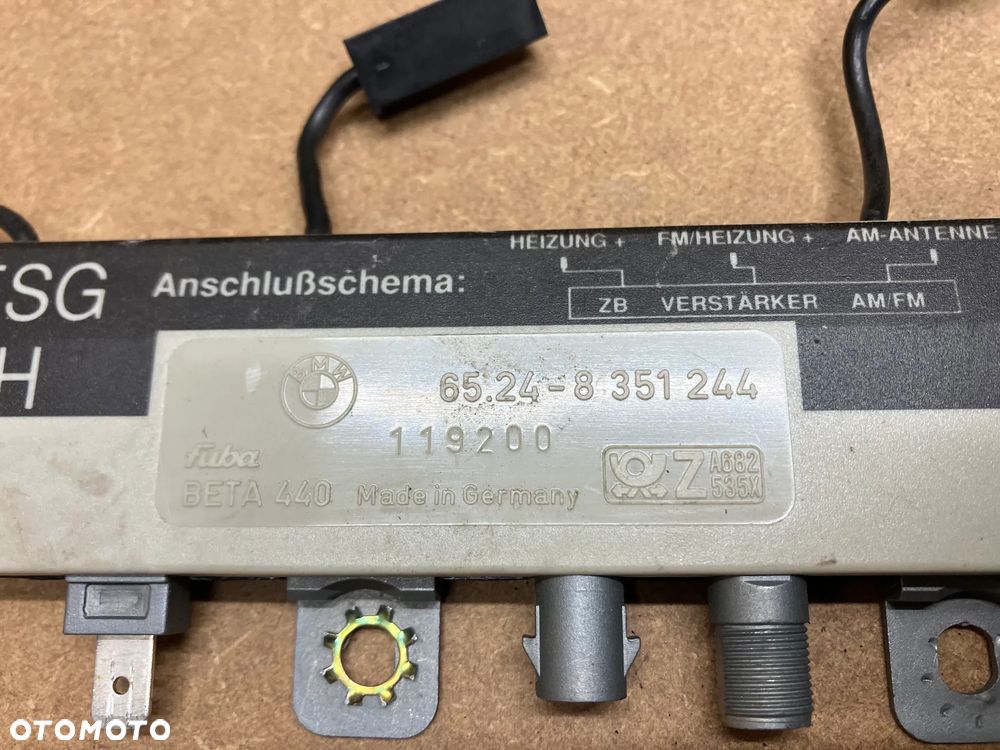 HEIZUNG + FM/HEIZUNG + AM-ANTENNE
ZB VERSTÄRKER AM/FM
Anschlußschema:
SG
H
BMW
65.24-8 351 244
119200
fuba
BETA 440 Made in Germany
Z A682
535X
OTOMOTO